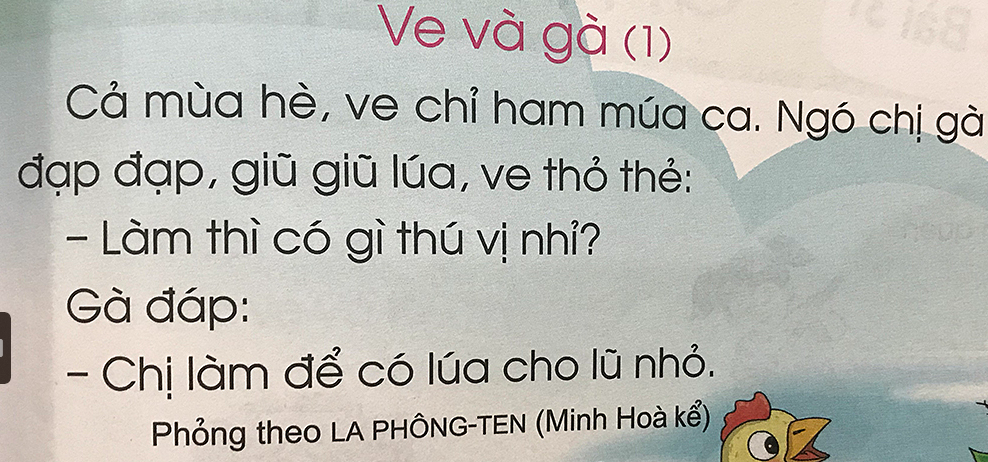 Ve và gà (1)
Cả mùa hè, ve chỉ ham múa ca. Ngó chị gà
đạp đạp, giũ giũ lúa, ve thỏ thẻ:
– Làm thì có gì thú vị nhỉ?
Gà đáp:
– Chị làm để có lúa cho lũ nhỏ.
Phỏng theo LA PHÔNG-TEN (Minh Hoà kể)